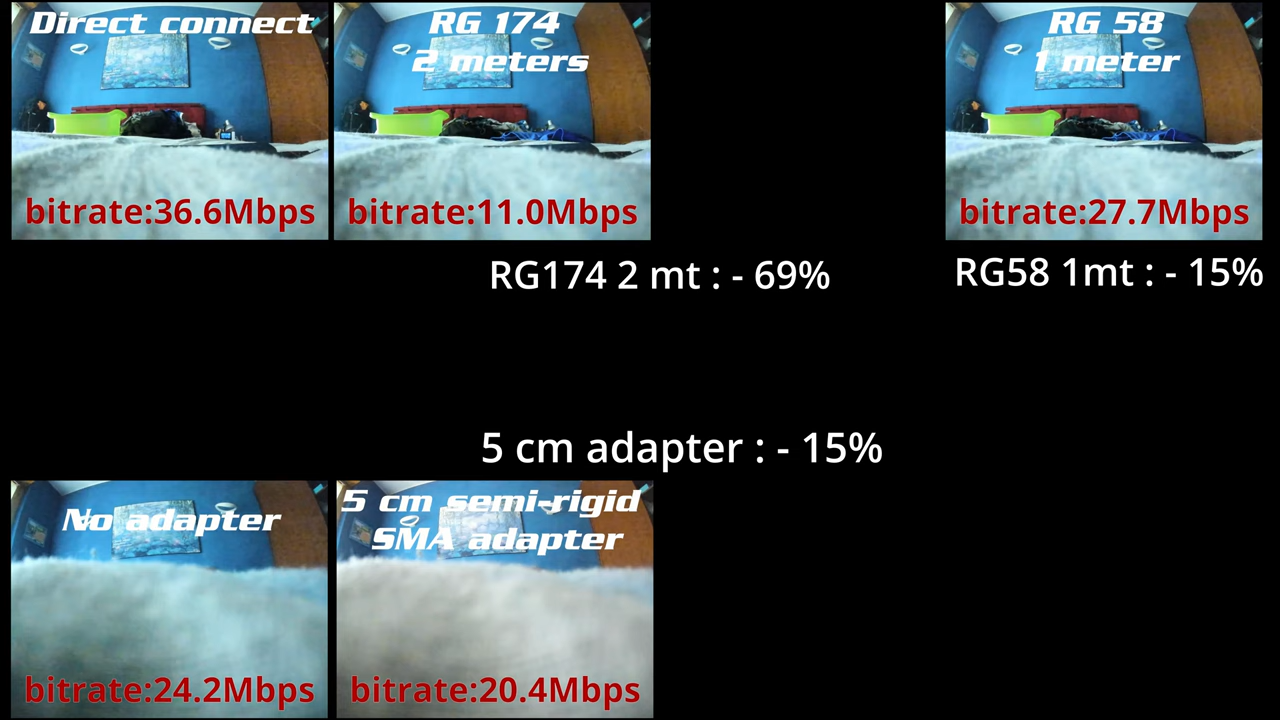 Direct connect
bitrate:36.6Mbps
RG 174
2 meters
bitrate:11.0Mbps
RG 58
1 meter
bitrate:27.7Mbps
RG174 2 mt : - 69%
RG58 1mt : - 15%
5 cm adapter : - 15%
No adapter
bitrate:24.2Mbps
5 cm semi-rigid
SMA adapter
bitrate:20.4Mbps